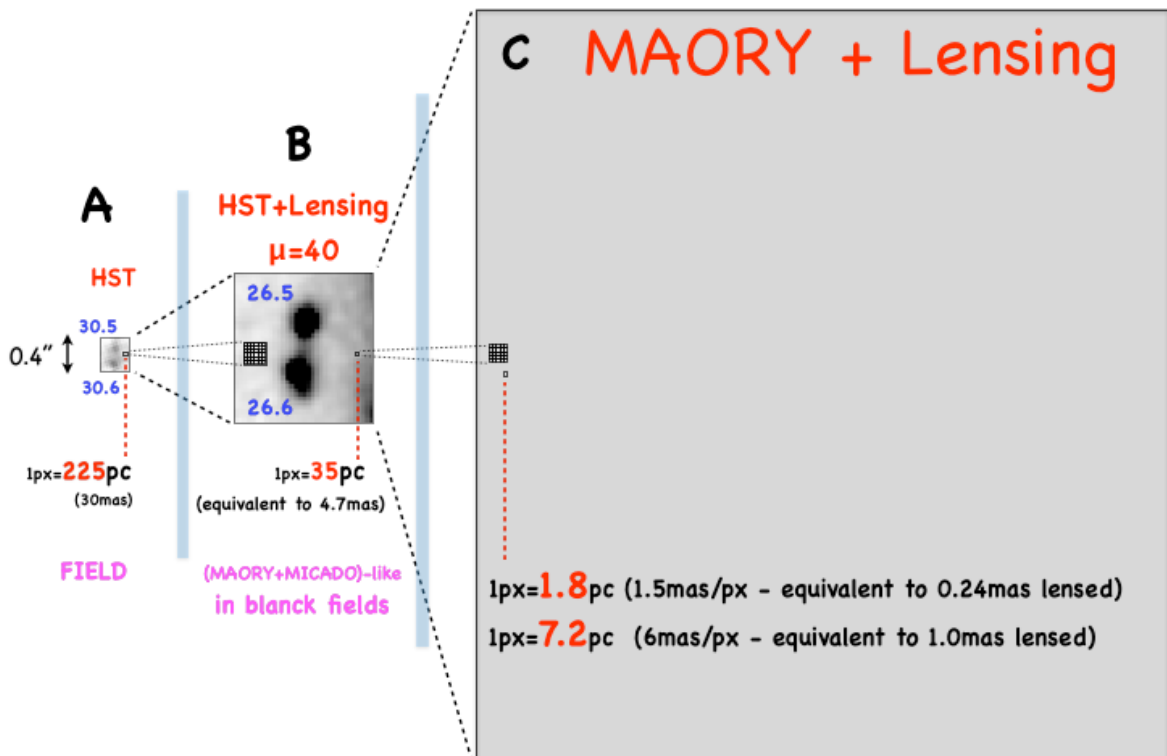 A
HST
30.5
0.4”
30.6
1px=225pc
(30mas)
FIELD
B
HST+Lensing
μ=40
26.5
26.6
1px=35pc
(equivalent to 4.7mas)
(MAORY+MICADO)-like
in blanck fields
C MAORY + Lensing
1px=1.8pc (1.5mas/px - equivalent to 0.24mas lensed)
1px=7.2pc (6mas/px - equivalent to 1.0mas lensed)